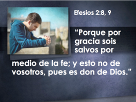 Efesios 2:8, 9
"Porque por
gracia sois
salvos por
medio de la fe; y esto no de
vosotros, pues es don de Dios."